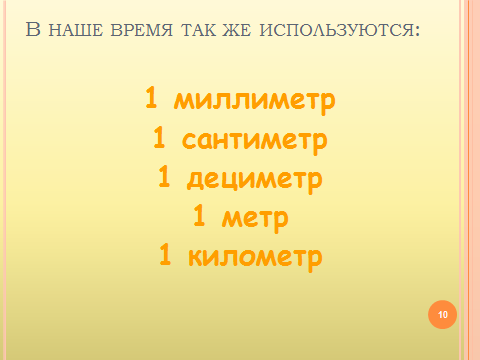 В НАШЕ ВРЕМЯ ТАК ЖЕ ИСПОЛЬЗУЮТСЯ:
1 миллиметр
1 сантиметр
1 дециметр
1 метр
1 километр
10